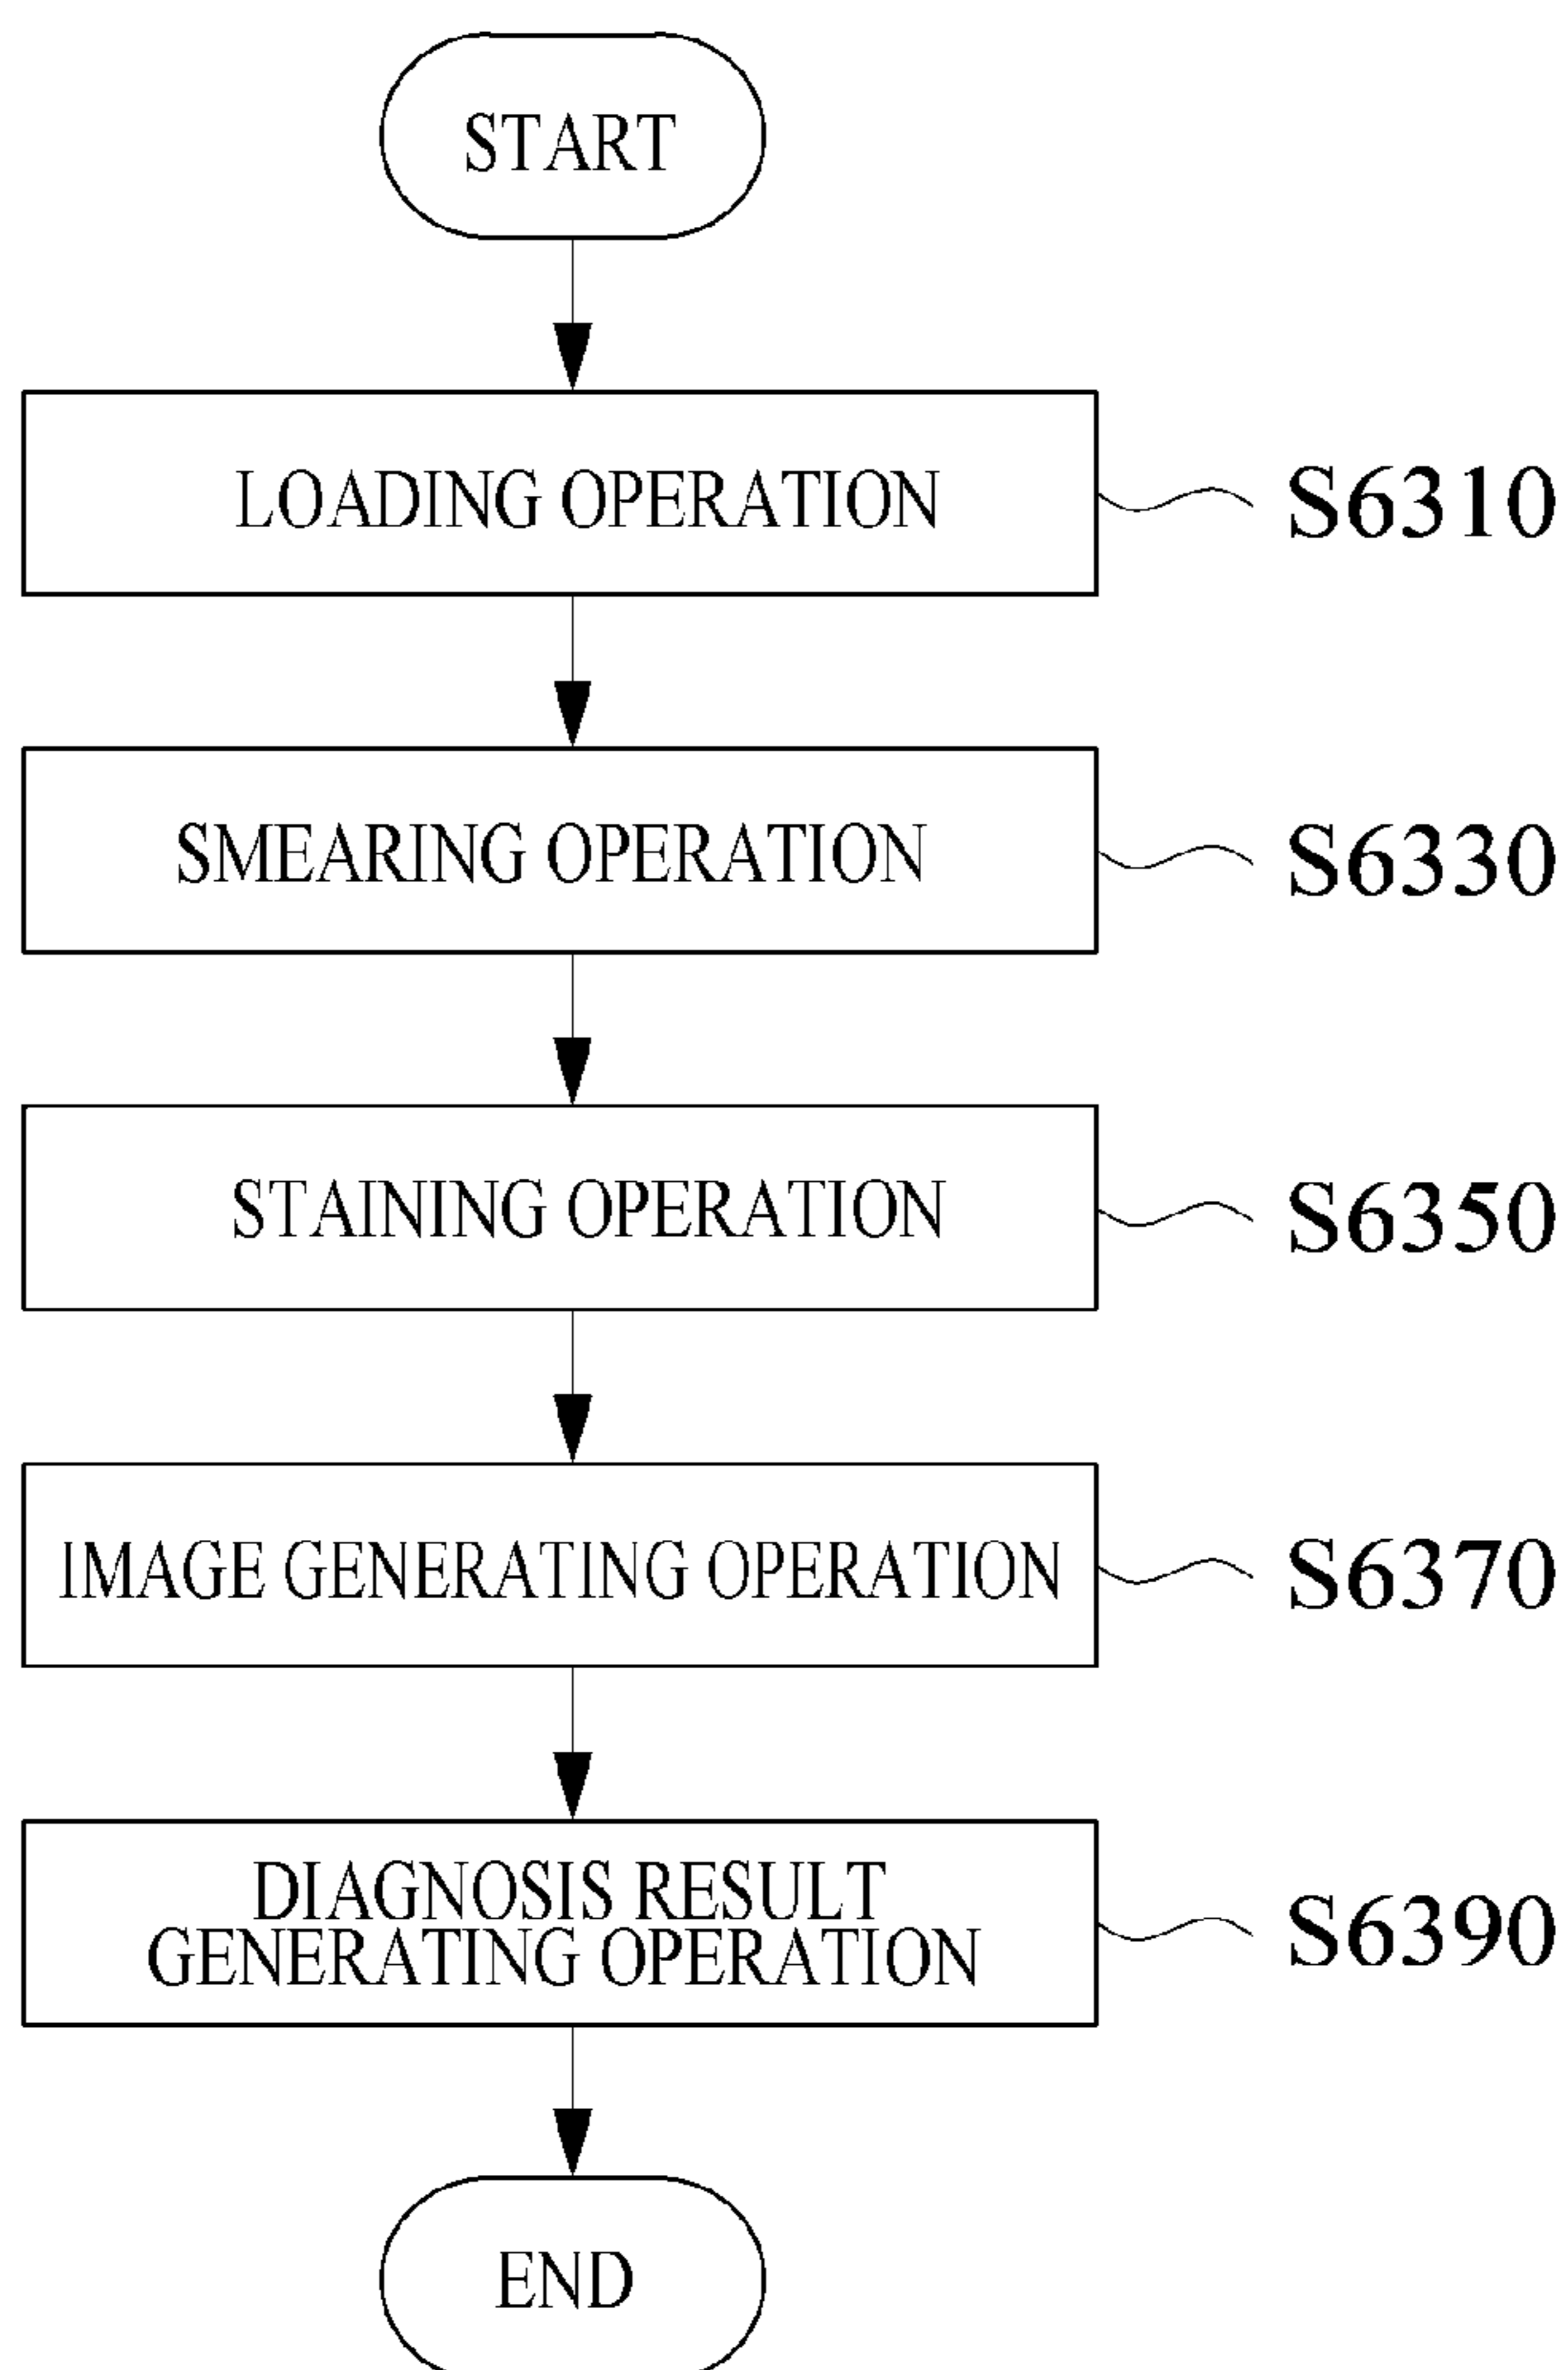 START
LOADING OPERATION
S6310
SMEARING OPERATION
S6330
STAINING OPERATION
S6350
IMAGE GENERATING OPERATION
S6370
DIAGNOSIS RESULT
GENERATING OPERATION
S6390
END